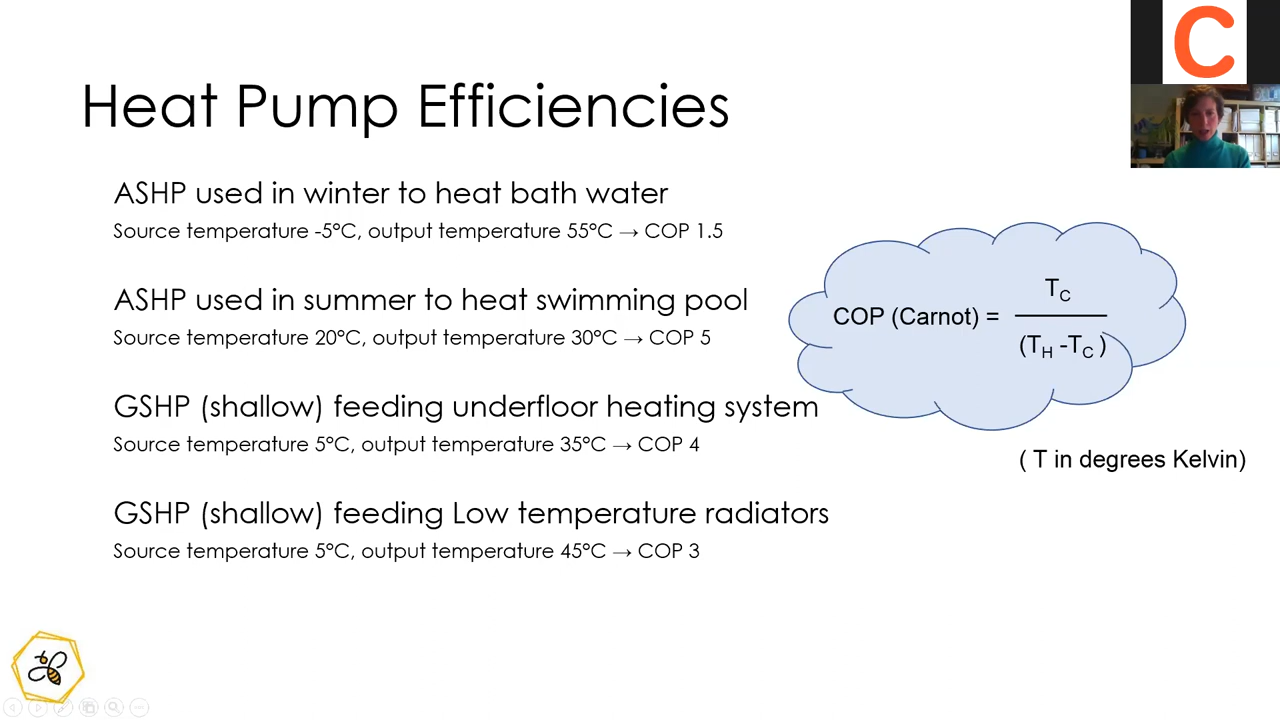 C
Heat Pump Efficiencies
ASHP used in winter to heat bath water
Source temperature -5°C, output temperature 55°C → COP 1.5
ASHP used in summer to heat swimming pool
Source temperature 20°C, output temperature 30°C → COP 5
GSHP (shallow) feeding underfloor heating system
Source temperature 5°C, output temperature 35°C → COP 4
GSHP (shallow) feeding Low temperature radiators
Source temperature 5°C, output temperature 45°C → COP 3
T_C
COP (Carnot) =
(T_H -T_C )
( T in degrees Kelvin)